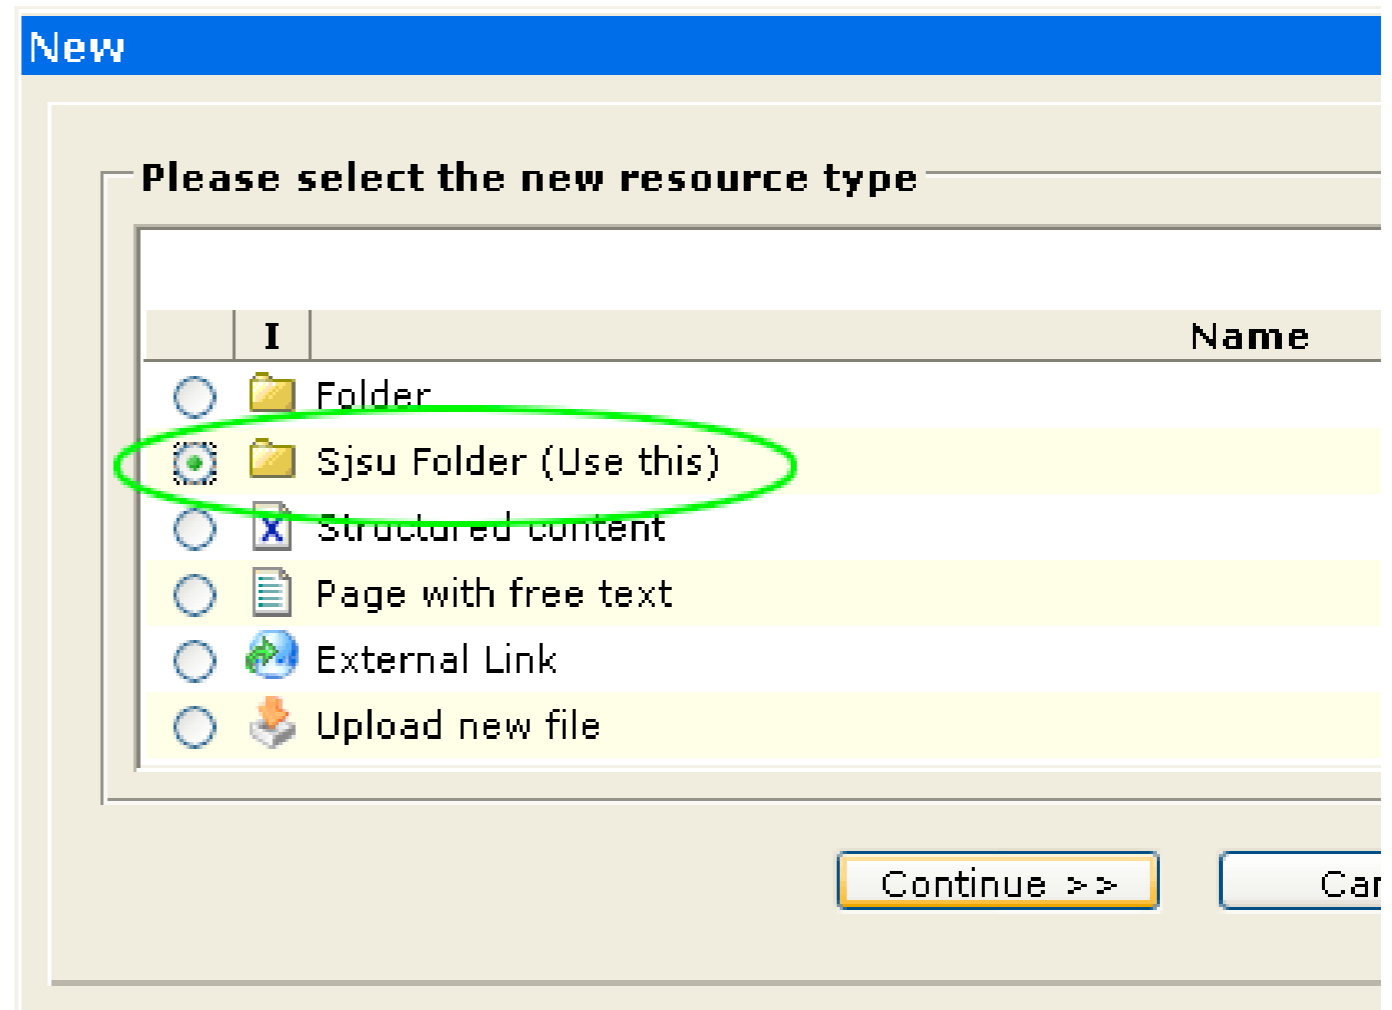 New
Please select the new resource type
I Name
Folder
Sjsu Folder (Use this)
Structured content
Page with free text
External Link
Upload new file
Continue >>